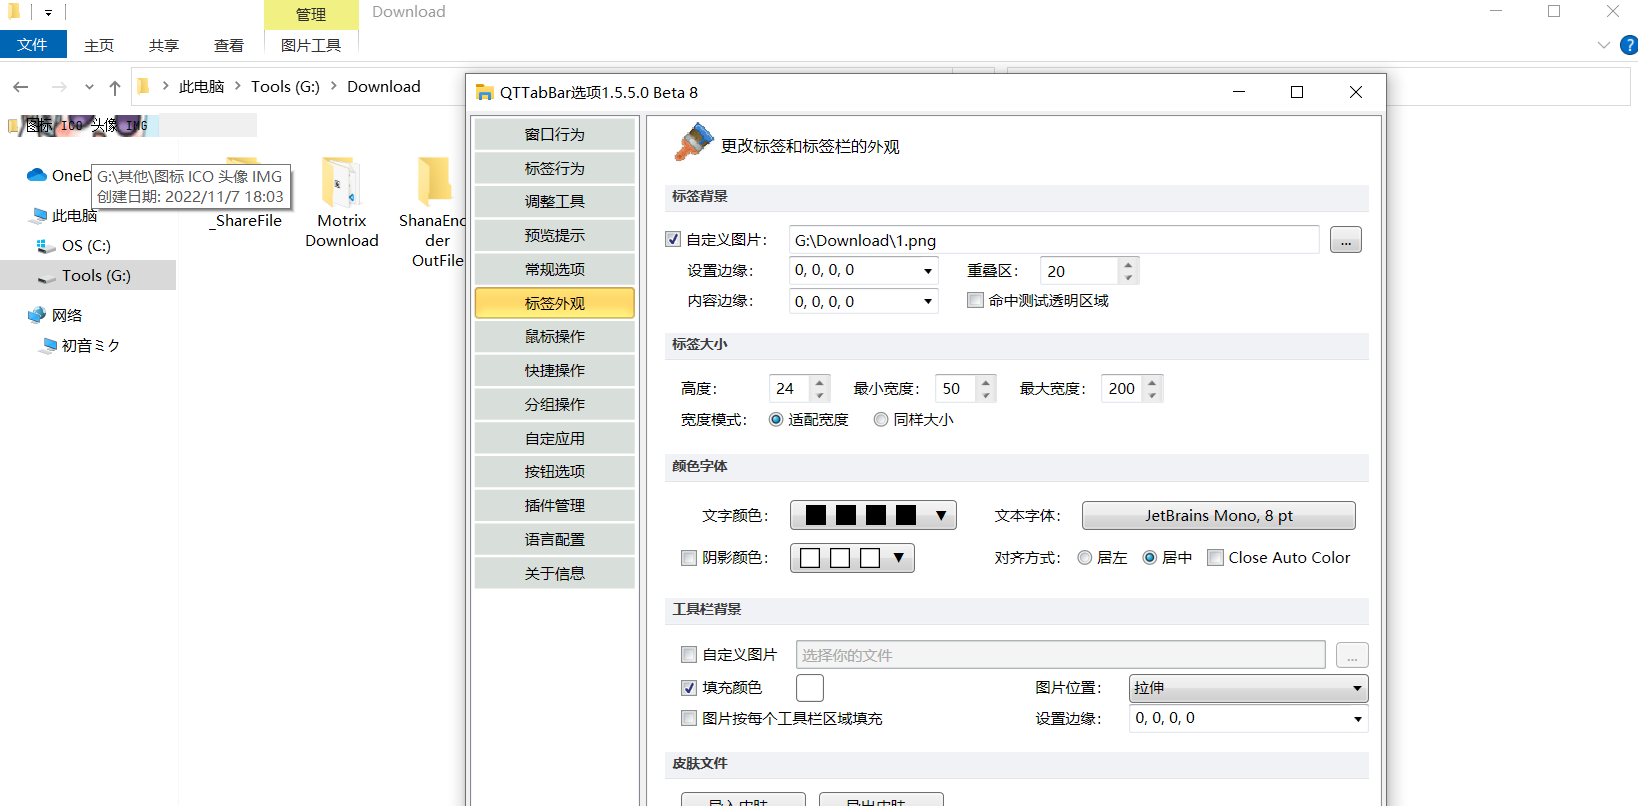 管理
Download
文件
主页
共享
查看
图片工具
此电脑 > Tools (G:) > Download
图标 ICO 头像 IMG
OneD
G:\其他\图标 ICO 头像 IMG
创建日期: 2022/11/7 18:03
此电脑
OS (C:)
Tools (G:)
网络
初音ミク
_ShareFile
Motrix
Download
ShanaEnc
der
OutFile
QTTabBar选项1.5.5.0 Beta 8
窗口行为
标签行为
调整工具
预览提示
常规选项
标签外观
鼠标操作
快捷操作
分组操作
自定应用
按钮选项
插件管理
语言配置
关于信息
更改标签和标签栏的外观
标签背景
自定义图片: G:\Download\1.png ...
设置边缘: 0, 0, 0, 0 重叠区: 20
内容边缘: 0, 0, 0, 0 命中测试透明区域
标签大小
高度: 24 最小宽度: 50 最大宽度: 200
宽度模式: 适配宽度 同样大小
颜色字体
文字颜色: 文本字体: JetBrains Mono, 8 pt
阴影颜色: 对齐方式: 居左 居中 Close Auto Color
工具栏背景
自定义图片 选择你的文件 ...
填充颜色 图片位置: 拉伸
图片按每个工具栏区域填充 设置边缘: 0, 0, 0, 0
皮肤文件
导入皮肤 导出皮肤